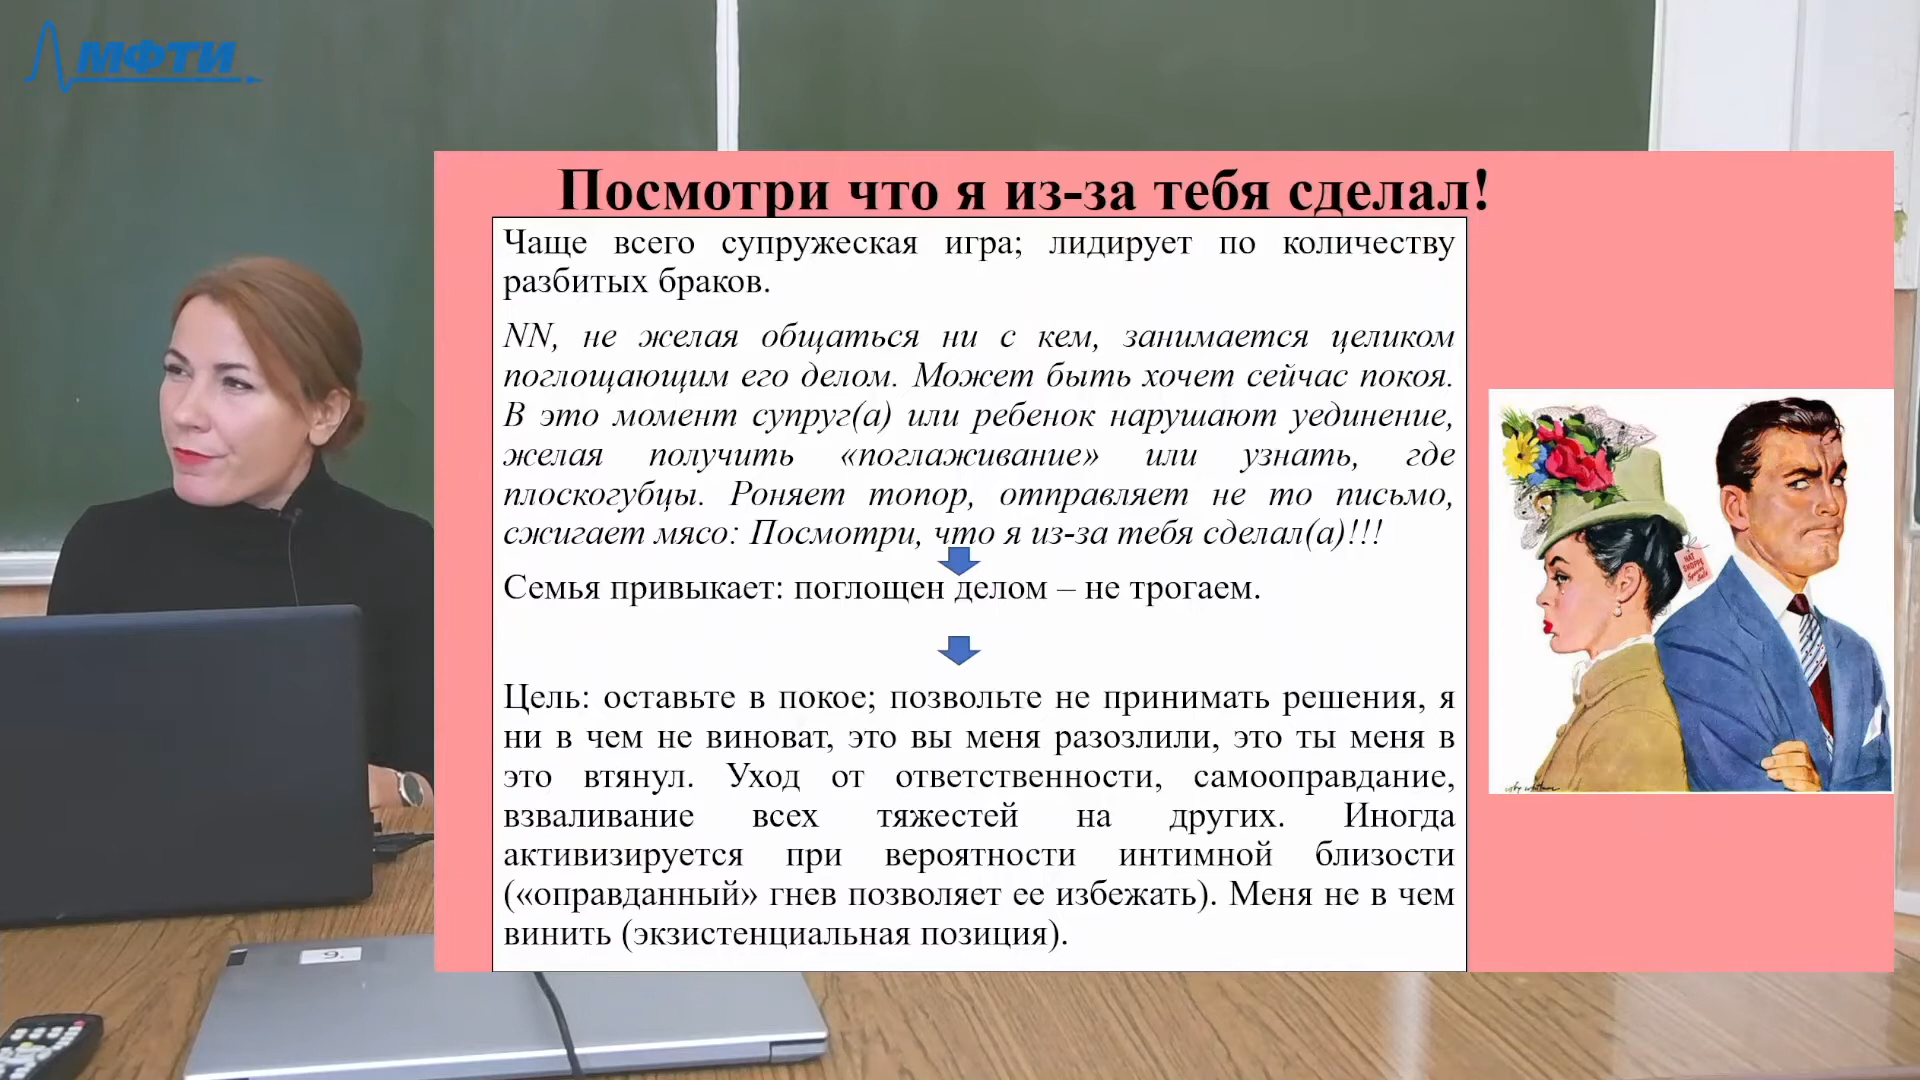 МФТИ
Посмотри что я из-за тебя сделал!
Чаще всего супружеская игра; лидирует по количеству
разбитых браков.
NN, не желая общаться ни с кем, занимается целиком
поглощающим его делом. Может быть хочет сейчас покоя.
В это момент супруг(а) или ребенок нарушают уединение,
желая получить «поглаживание» или узнать, где
плоскогубцы. Роняет топор, отправляет не то письмо,
сжигает мясо: Посмотри, что я из-за тебя сделал(а)!!!
Семья привыкает: поглощен делом – не трогаем.
Цель: оставьте в покое; позвольте не принимать решения, я
ни в чем не виноват, это вы меня разозлили, это ты меня в
это втянул. Уход от ответственности, самооправдание,
взваливание всех тяжестей на других. Иногда
активизируется при вероятности интимной близости
(«оправданный» гнев позволяет ее избежать). Меня не в чем
винить (экзистенциальная позиция).
HAT
SHOPPE
Special
Sale
9.